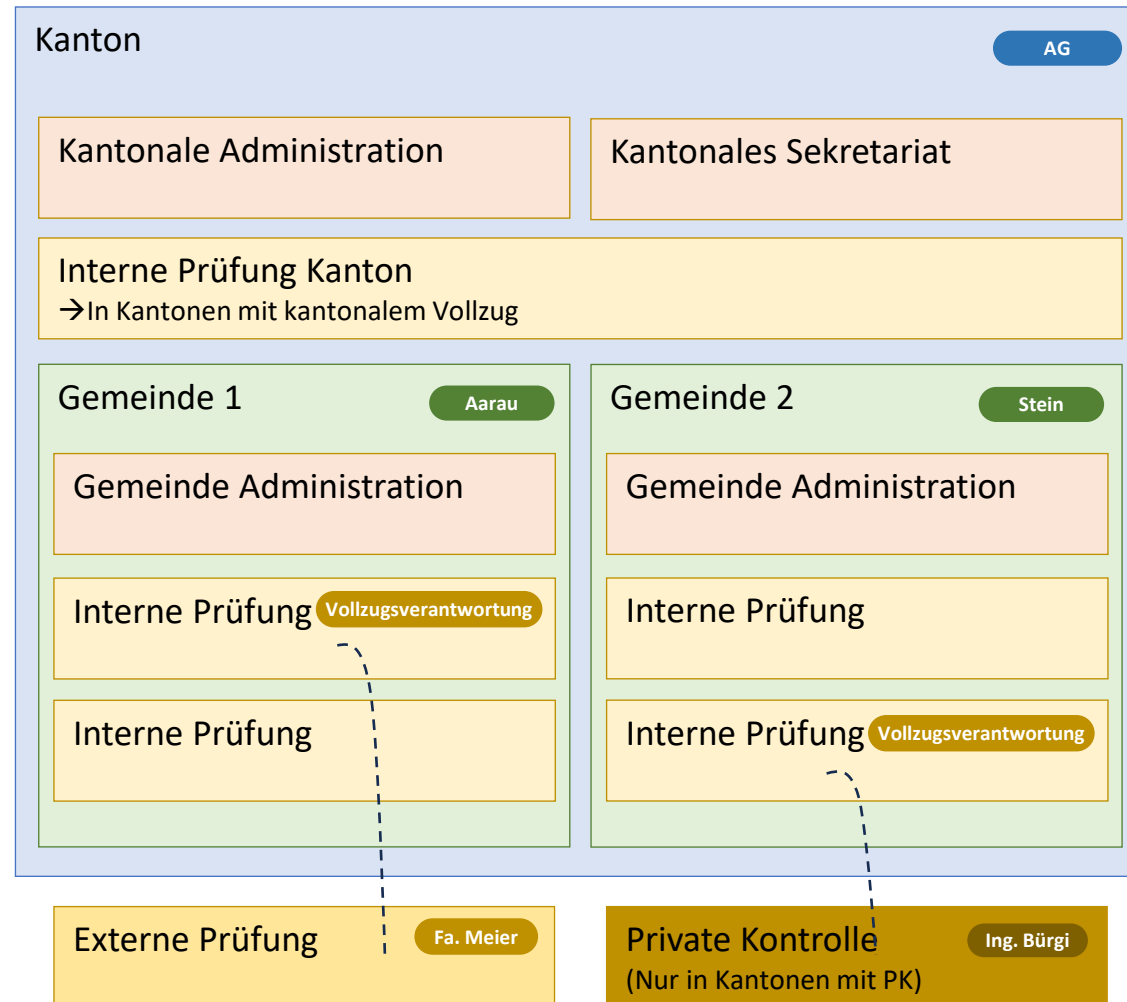 Kanton
AG
Kantonale Administration
Kantonales Sekretariat
Interne Prüfung Kanton
→In Kantonen mit kantonalem Vollzug
Gemeinde 1
Aarau
Gemeinde Administration
Interne Prüfung
Vollzugsverantwortung
Interne Prüfung
Gemeinde 2
Stein
Gemeinde Administration
Interne Prüfung
Interne Prüfung
Vollzugsverantwortung
Externe Prüfung
Fa. Meier
Private Kontrolle
Ing. Bürgi
(Nur in Kantonen mit PK)